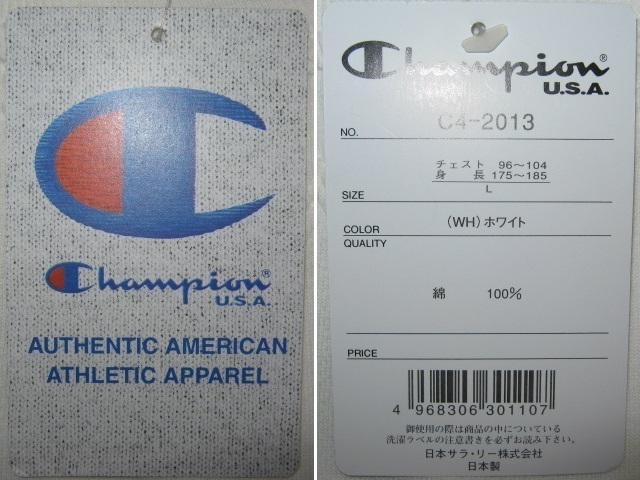 Champion®
U.S.A.
AUTHENTIC AMERICAN
ATHLETIC APPAREL
Champion®
U.S.A.
NO. C4-2013
チェスト 96〜104
身長 175〜185
SIZE L
COLOR (WH)ホワイト
QUALITY
綿 100%
PRICE
4 968306 301107
御使用の際は商品の中についている
洗濯ラベルの注意書きを必ずお読み下さい。
日本サラ・リー株式会社
日本製